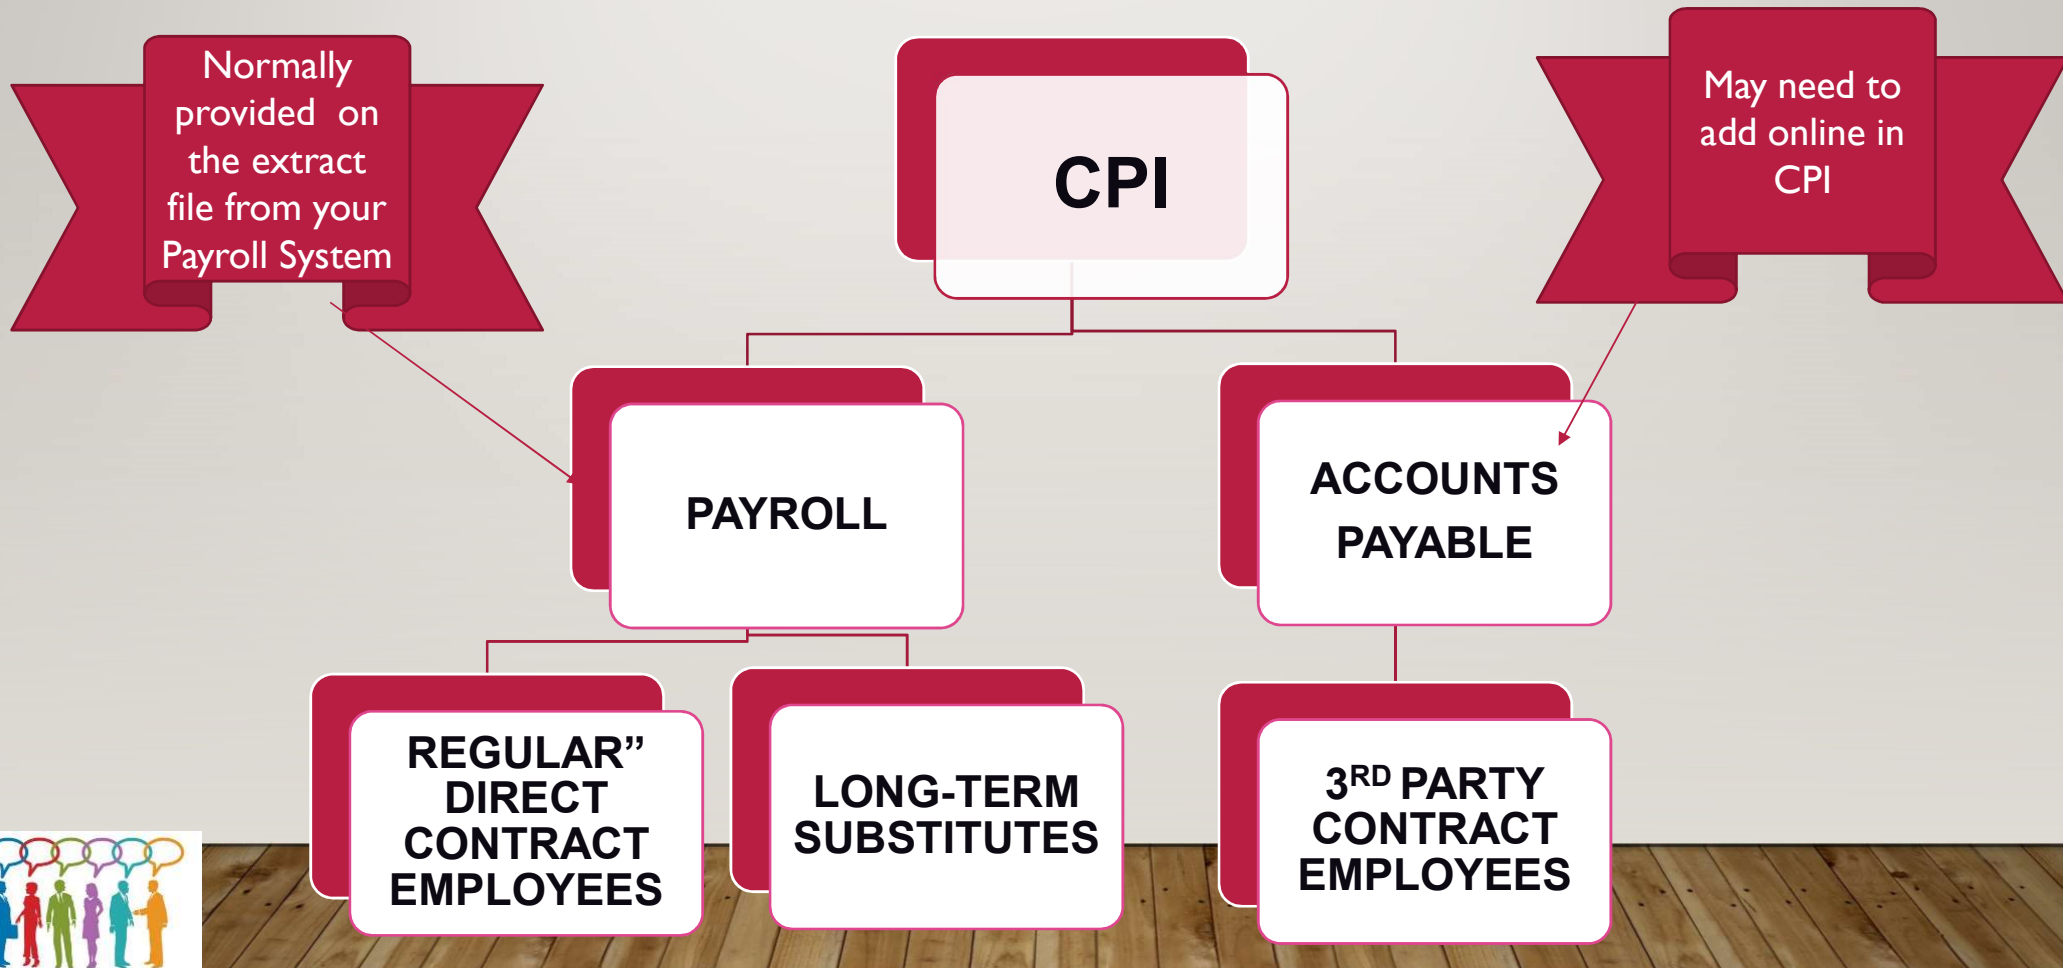 Normally
provided on
the extract
file from your
Payroll System
CPI
May need to
add online in
CPI
PAYROLL
ACCOUNTS
PAYABLE
REGULAR”
DIRECT
CONTRACT
EMPLOYEES
LONG-TERM
SUBSTITUTES
3RD PARTY
CONTRACT
EMPLOYEES